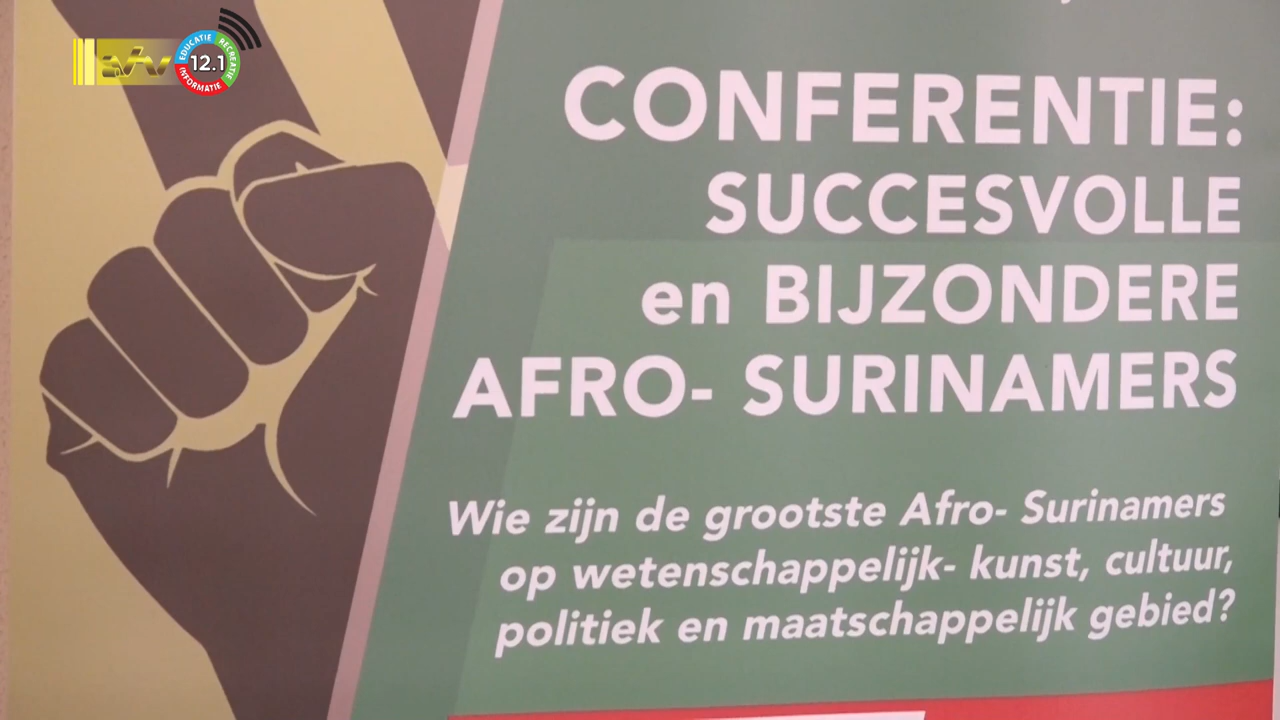 EDUCATIE
RECREATIE
12.1
INFORMATIE
CONFERENTIE:
SUCCESVOLLE
en BIJZONDERE
AFRO- SURINAMERS
Wie zijn de grootste Afro- Surinamers
op wetenschappelijk- kunst, cultuur,
politiek en maatschappelijk gebied?